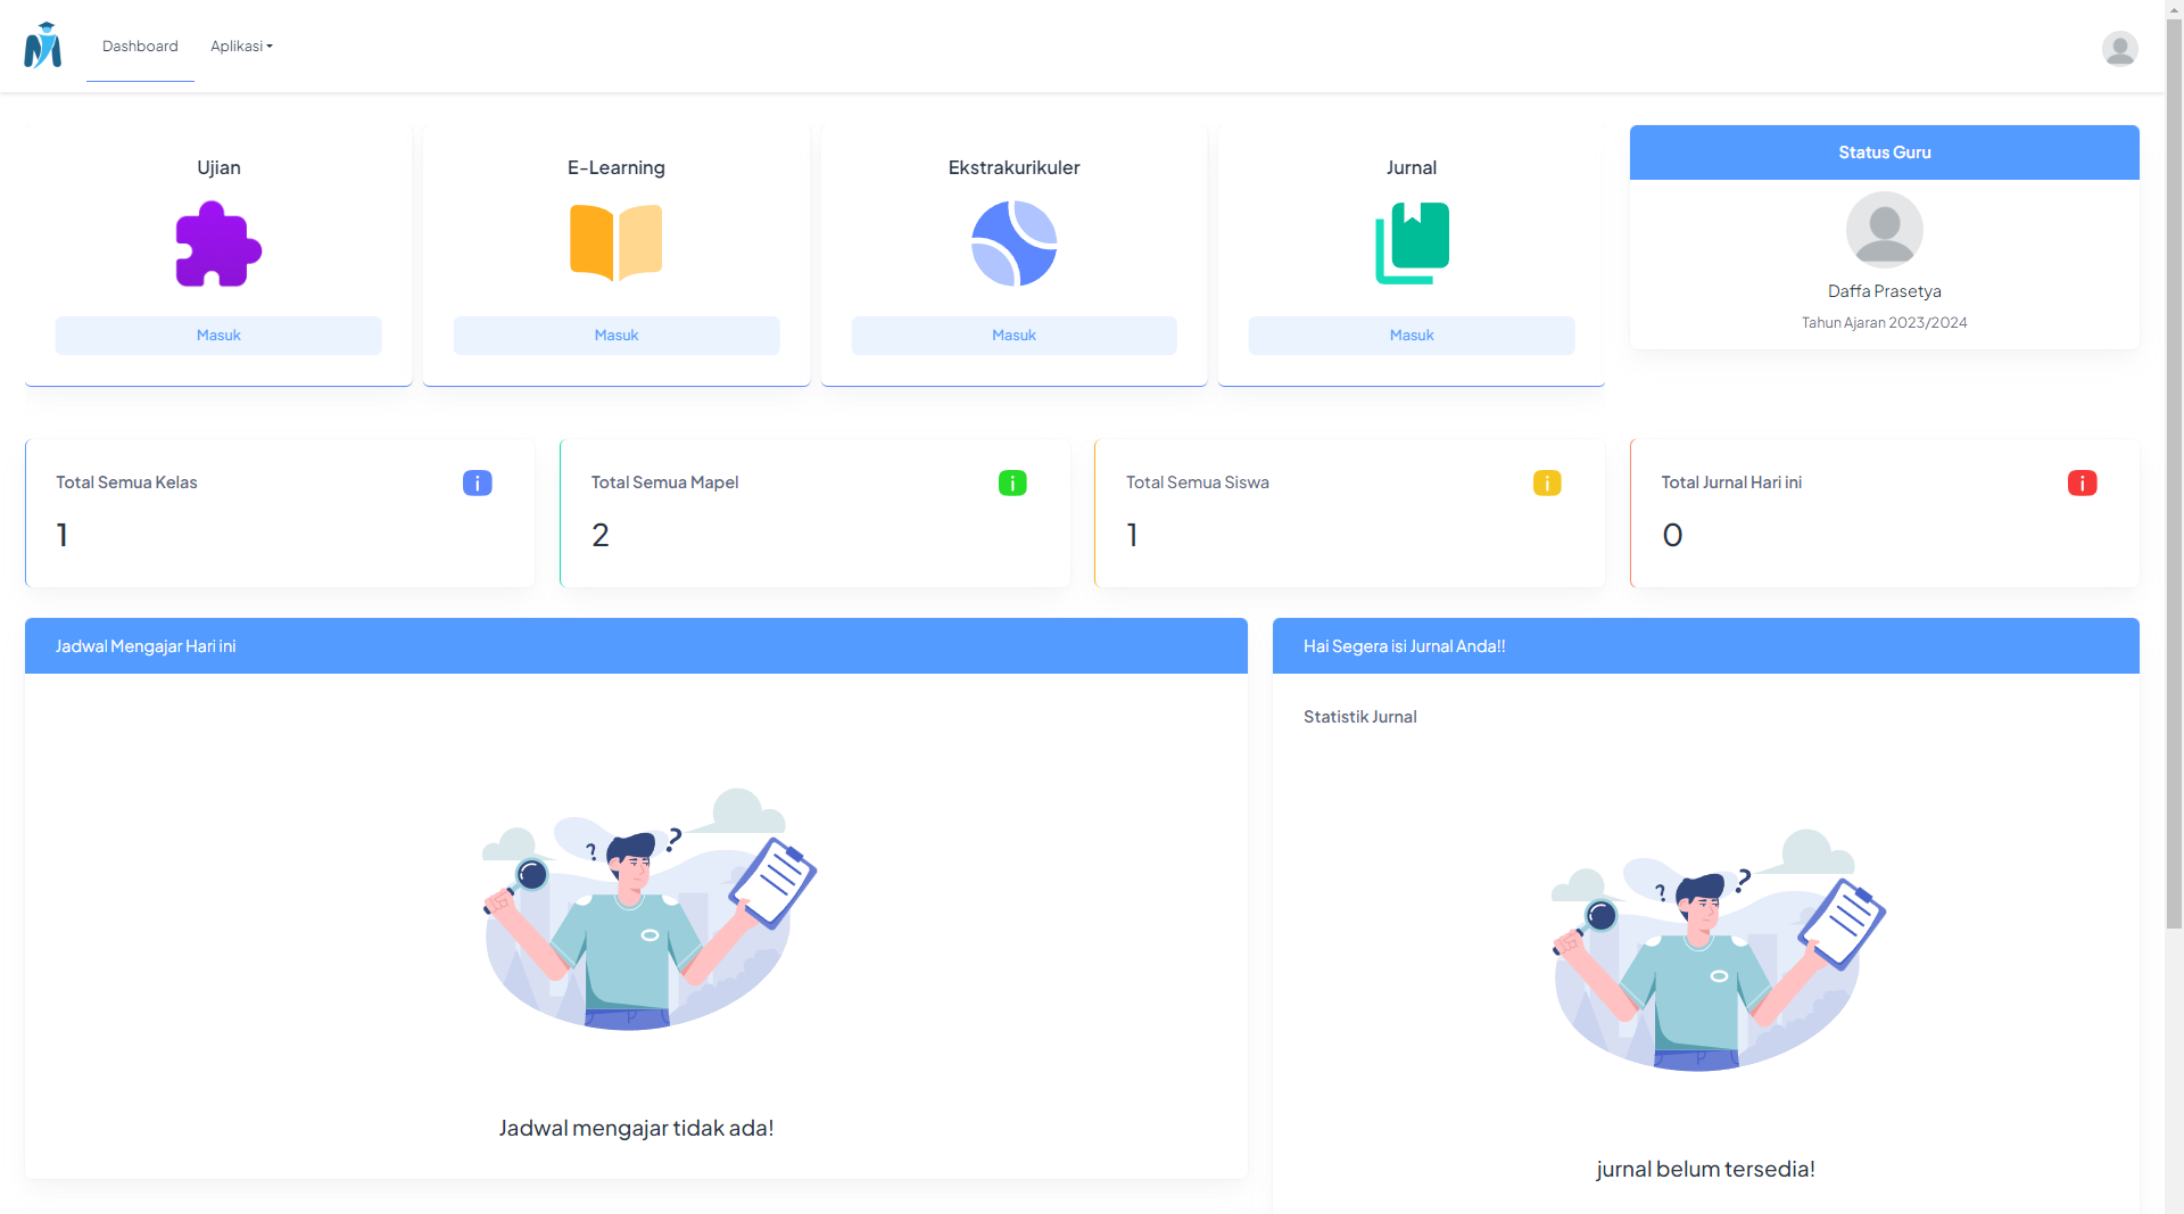 Dashboard
Aplikasi
Ujian
Masuk
E-Learning
Masuk
Ekstrakurikuler
Masuk
Jurnal
Masuk
Status Guru
Daffa Prasetya
Tahun Ajaran 2023/2024
Total Semua Kelas
1
Total Semua Mapel
2
Total Semua Siswa
1
Total Jurnal Hari ini
0
Jadwal Mengajar Hari ini
Jadwal mengajar tidak ada!
Hai Segera isi Jurnal Anda!!
Statistik Jurnal
jurnal belum tersedia!